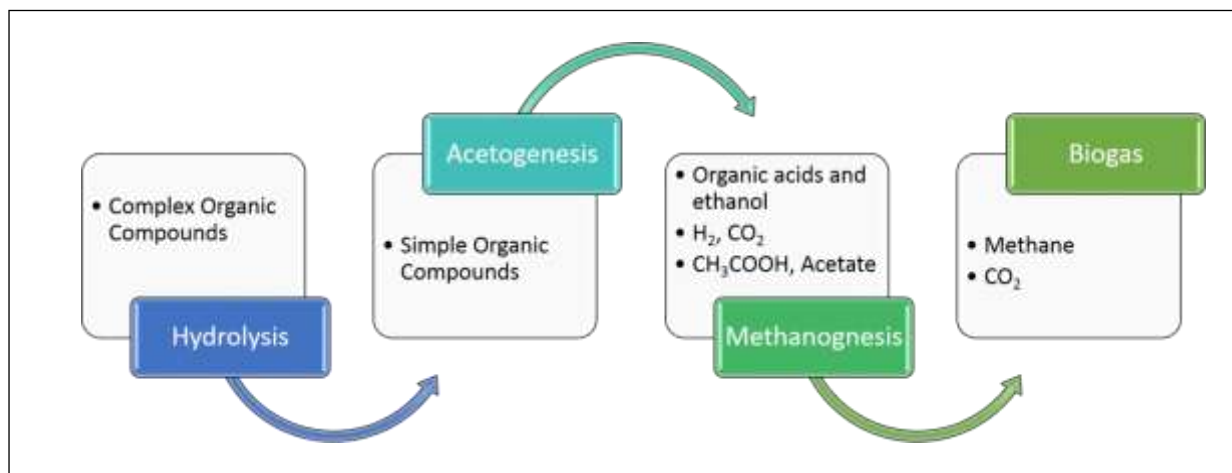 • Complex Organic
Compounds
Hydrolysis
Acetogenesis
• Simple Organic
Compounds
• Organic acids and
ethanol
• H₂, CO₂
• CH₃COOH, Acetate
Methanognesis
Biogas
• Methane
• CO₂